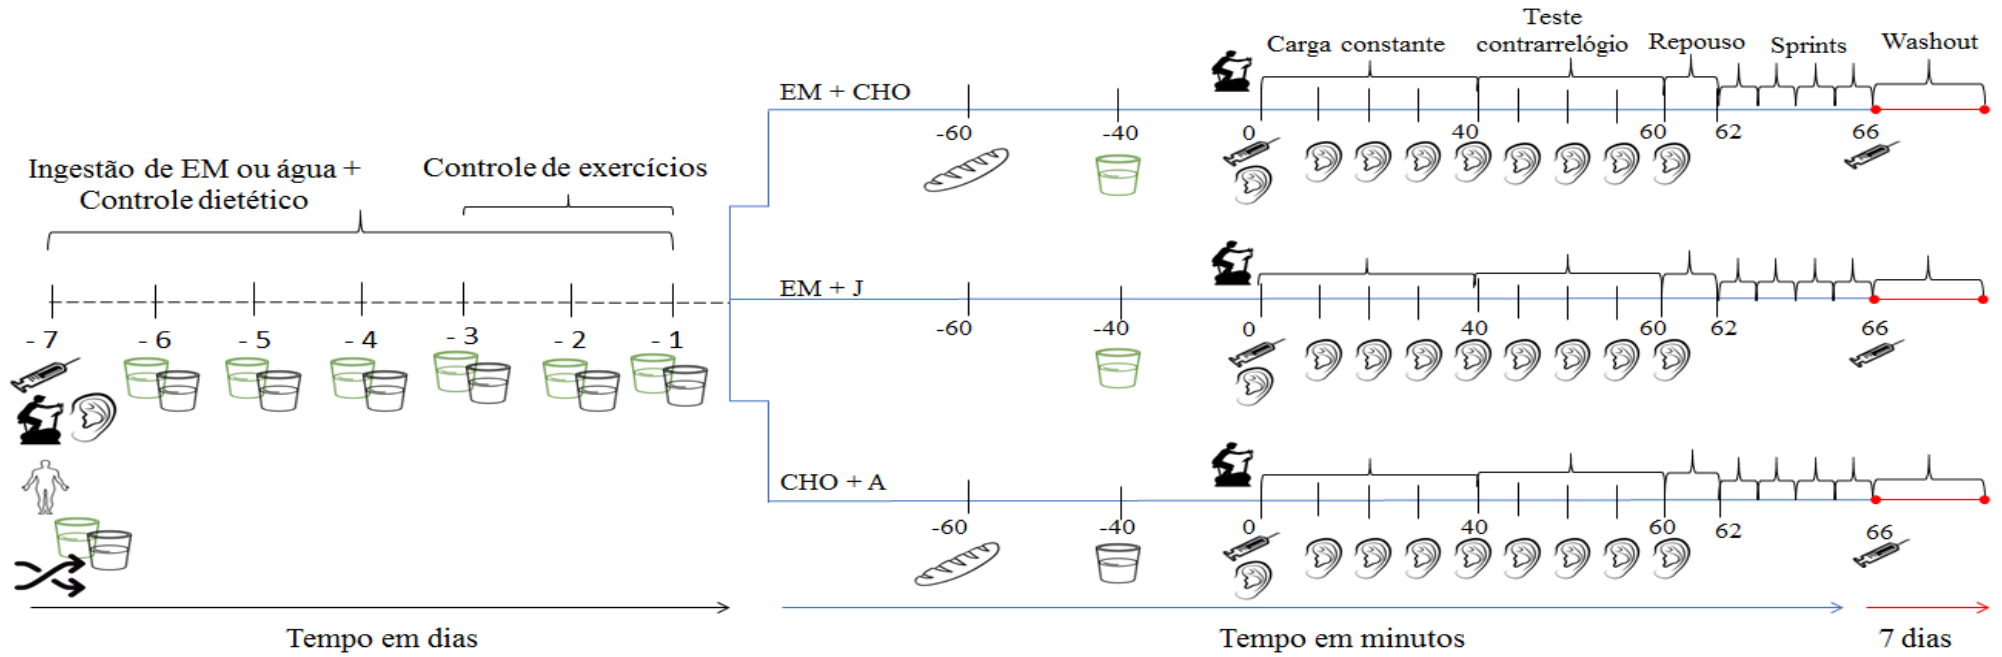 Ingestão de EM ou água +
Controle dietético
Controle de exercícios
- 7 - 6 - 5 - 4 - 3 - 2 - 1
Tempo em dias
Carga constante
Teste
contrarrelógio
Repouso
Sprints
Washout
EM + CHO
-60 -40 0 40 60 62 66
EM + J
-60 -40 0 40 60 62 66
CHO + A
-60 -40 0 40 60 62 66
Tempo em minutos
7 dias